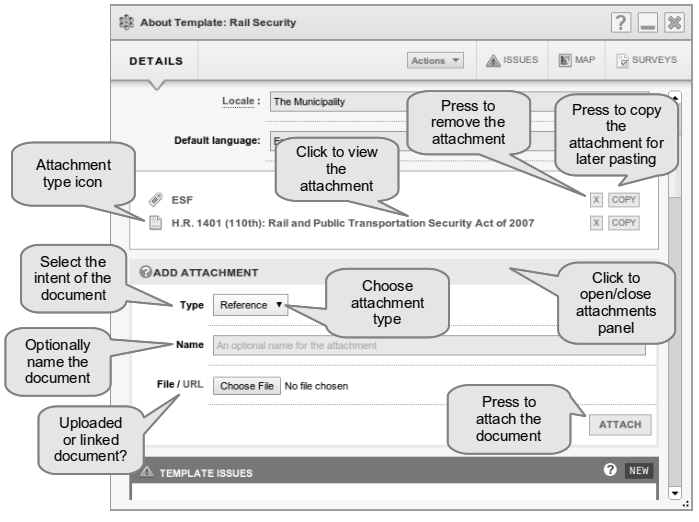 About Template: Rail Security
?
DETAILS
Actions
ISSUES
MAP
SURVEYS
Locale :
The Municipality
Default language:
Press to
remove the
attachment
Press to copy
the
attachment for
later pasting
Click to view
the
attachment
Attachment
type icon
ESF
X
COPY
H.R. 1401 (110th): Rail and Public Transportation Security Act of 2007
X
COPY
Select the
intent of the
document
? ADD ATTACHMENT
Click to
open/close
attachments
panel
Type
Reference
Choose
attachment
type
Optionally
name the
document
Name
An optional name for the attachment
File / URL
Choose File
No file chosen
Uploaded
or linked
document?
Press to
attach the
document
ATTACH
TEMPLATE ISSUES
?
NEW